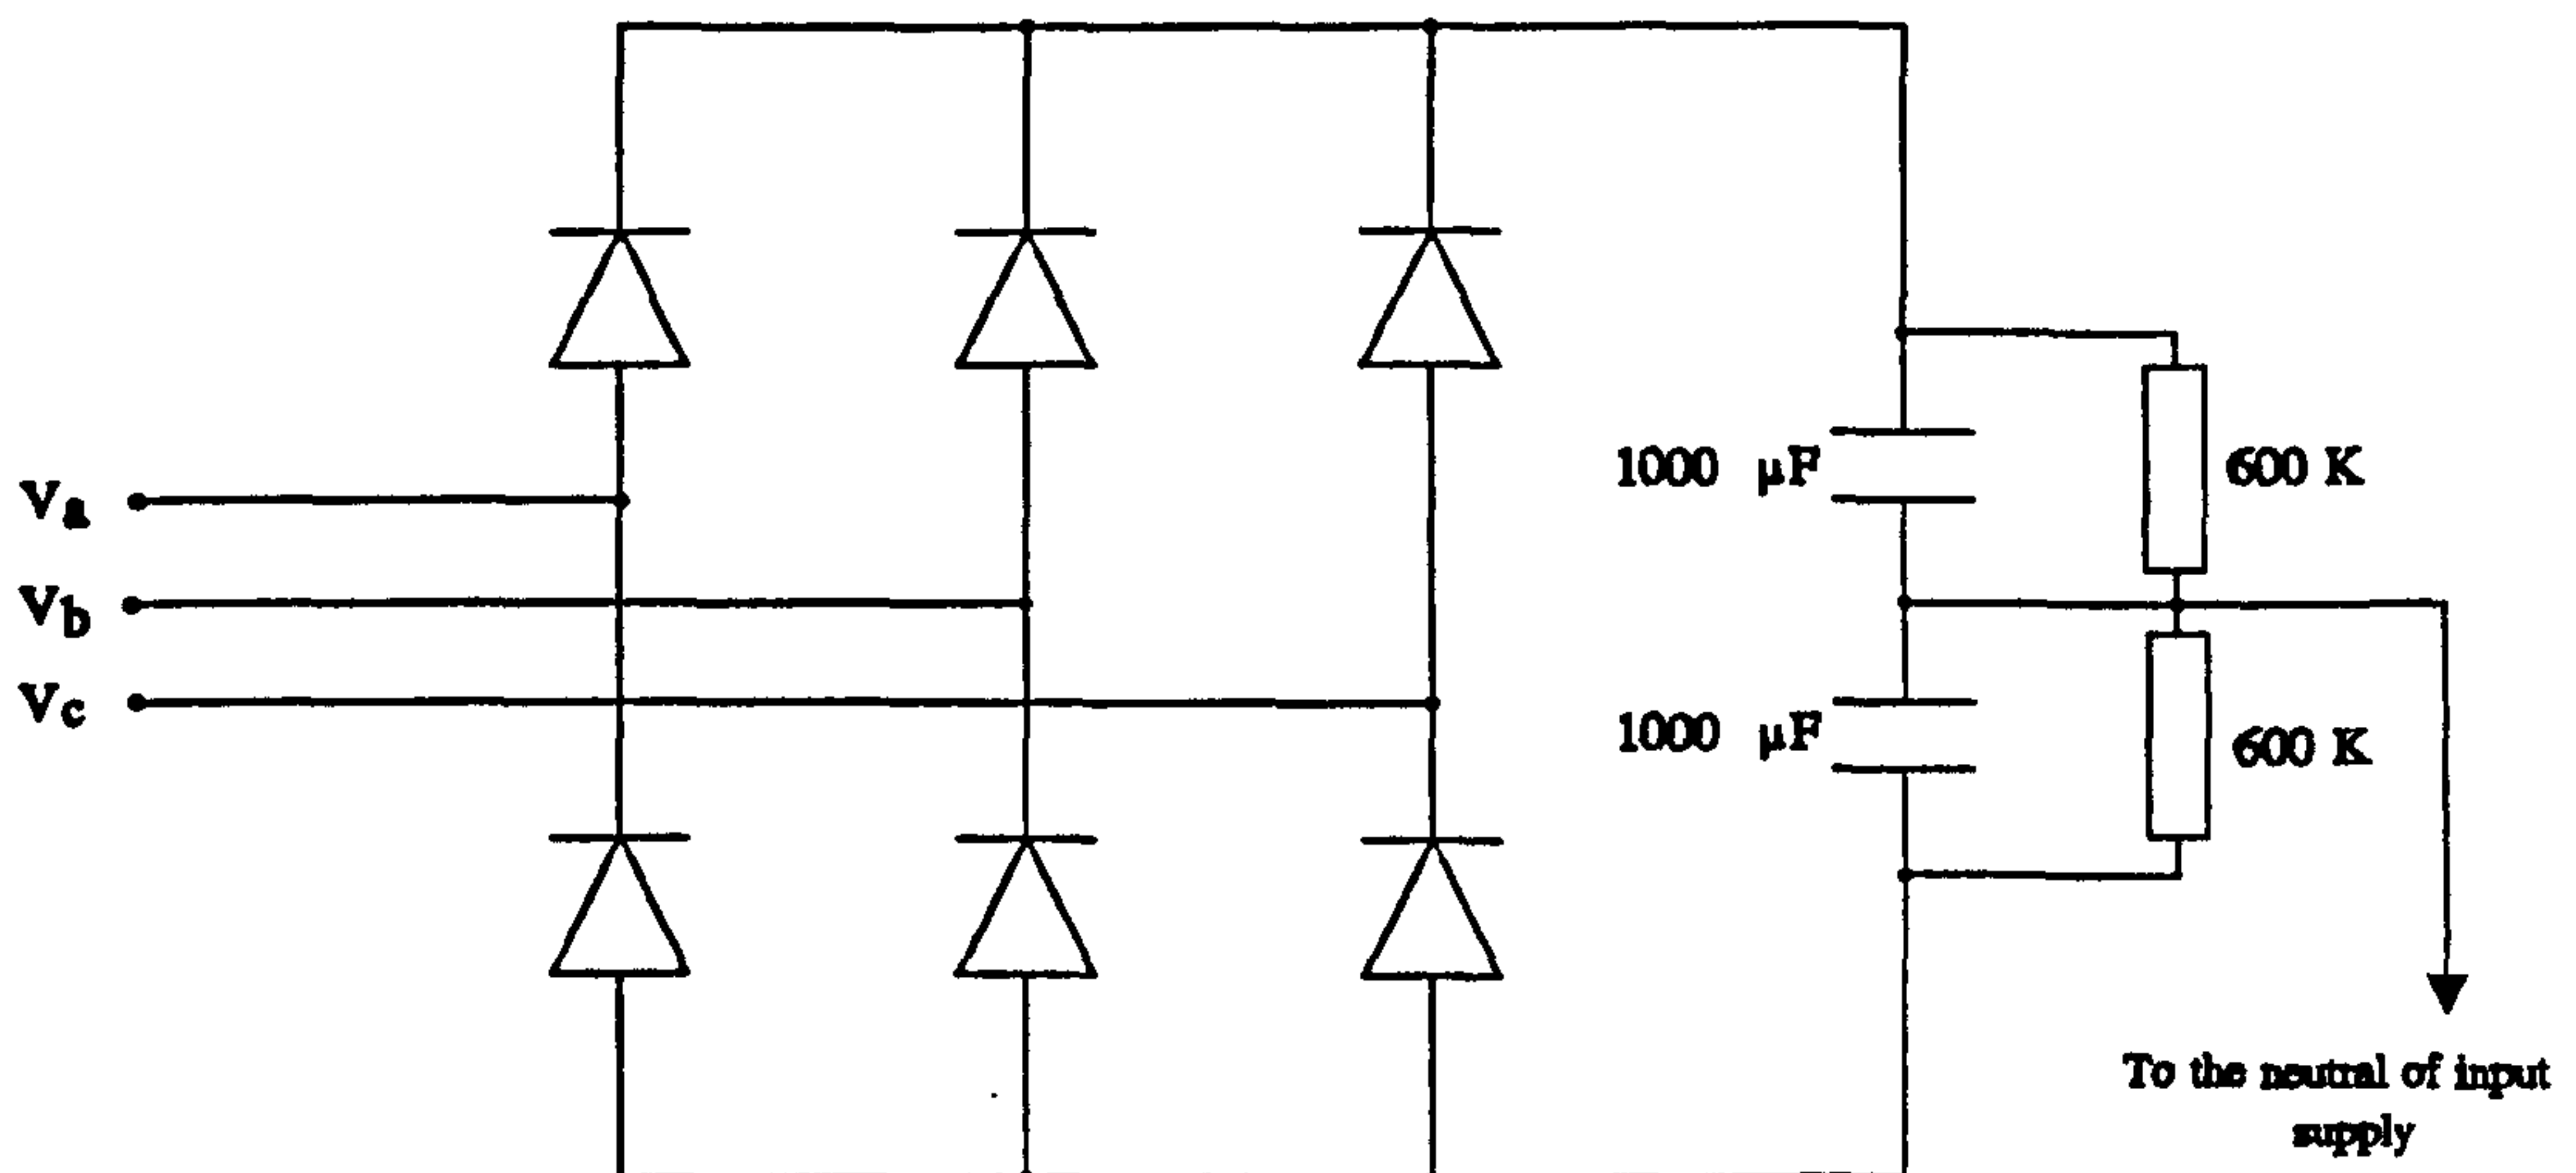 Va
Vb
Vc
1000 μF
600 K
1000 μF
600 K
To the neutral of input
supply